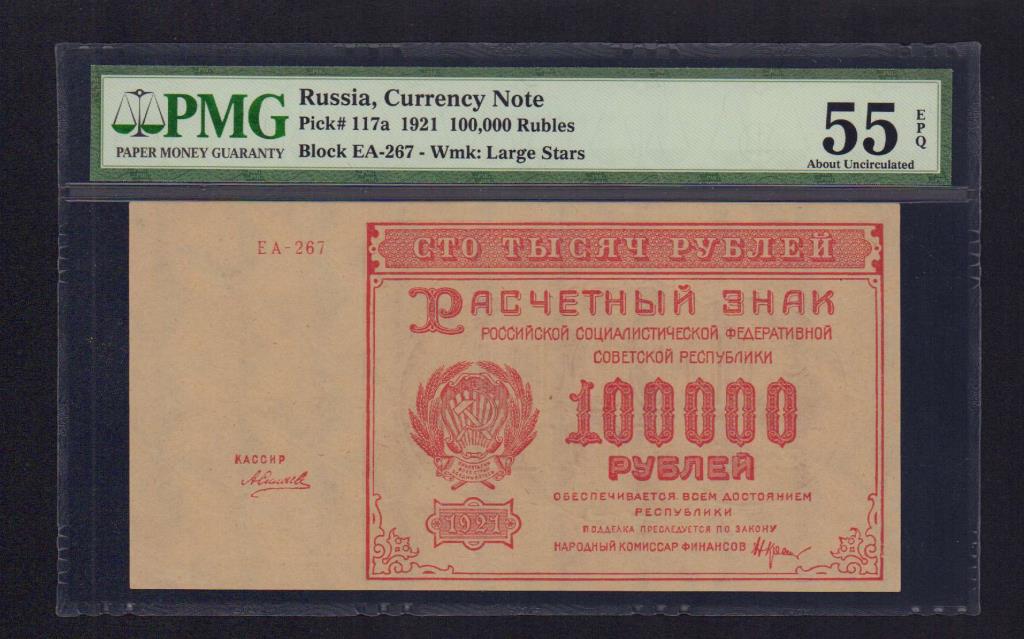 PMG
PAPER MONEY GUARANTY
Russia, Currency Note
Pick# 117a 1921 100,000 Rubles
Block EA-267 - Wmk: Large Stars
55
EPQ
About Uncirculated
ЕА-267
СТО ТЫСЯЧ РУБЛЕЙ
РАСЧЕТНЫЙ ЗНАК
РОССИЙСКОЙ СОЦИАЛИСТИЧЕСКОЙ ФЕДЕРАТИВНОЙ
СОВЕТСКОЙ РЕСПУБЛИКИ
100000
РУБЛЕЙ
КАССИР
1921
ОБЕСПЕЧИВАЕТСЯ ВСЕМ ДОСТОЯНИЕМ
РЕСПУБЛИКИ
ПОДДЕЛКА ПРЕСЛЕДУЕТСЯ ПО ЗАКОНУ
НАРОДНЫЙ КОМИССАР ФИНАНСОВ